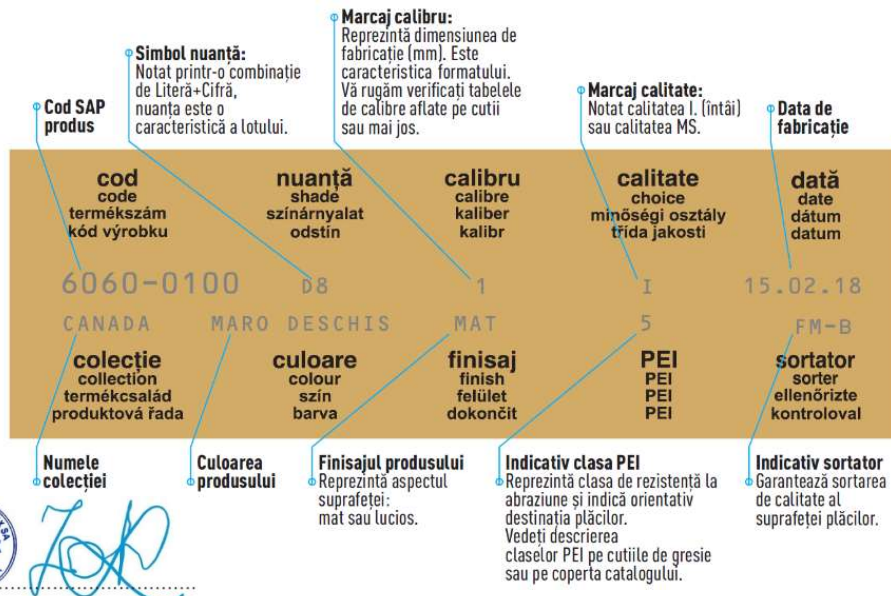 Marcaj calibru:
Reprezintă dimensiunea de
fabricație (mm). Este
caracteristica formatului.
Vă rugăm verificați tabelele
de calibre aflate pe cutii
sau mai jos.
Simbol nuanță:
Notat printr-o combinație
de Literă+Cifră,
nuanța este o
caracteristică a lotului.
Marcaj calitate:
Notat calitatea I. (întâi)
sau calitatea MS.
Cod SAP
produs
Data de
fabricație
cod nuanță calibru calitate dată
code shade calibre choice date
termékszám színárnyalat kaliber minőségi osztály dátum
kód výrobku odstín kalibr třída jakosti datum
6060-0100 D8 1 I 15.02.18
CANADA MARO DESCHIS MAT 5 FM-B
colecție culoare finisaj PEI sortator
collection colour finish PEI sorter
termékcsalád szín felület PEI ellenőrizte
produktová řada barva dokončit PEI kontroloval
Numele
colecției
Culoarea
produsului
Finisajul produsului
Reprezintă aspectul
suprafeței:
mat sau lucios.
Indicativ clasa PEI
Reprezintă clasa de rezistență la
abraziune și indică orientativ
destinația plăcilor.
Vedeți descrierea
claselor PEI pe cutiile de gresie
sau pe coperta catalogului.
Indicativ sortator
Garantează sortarea
de calitate al
suprafeței plăcilor.